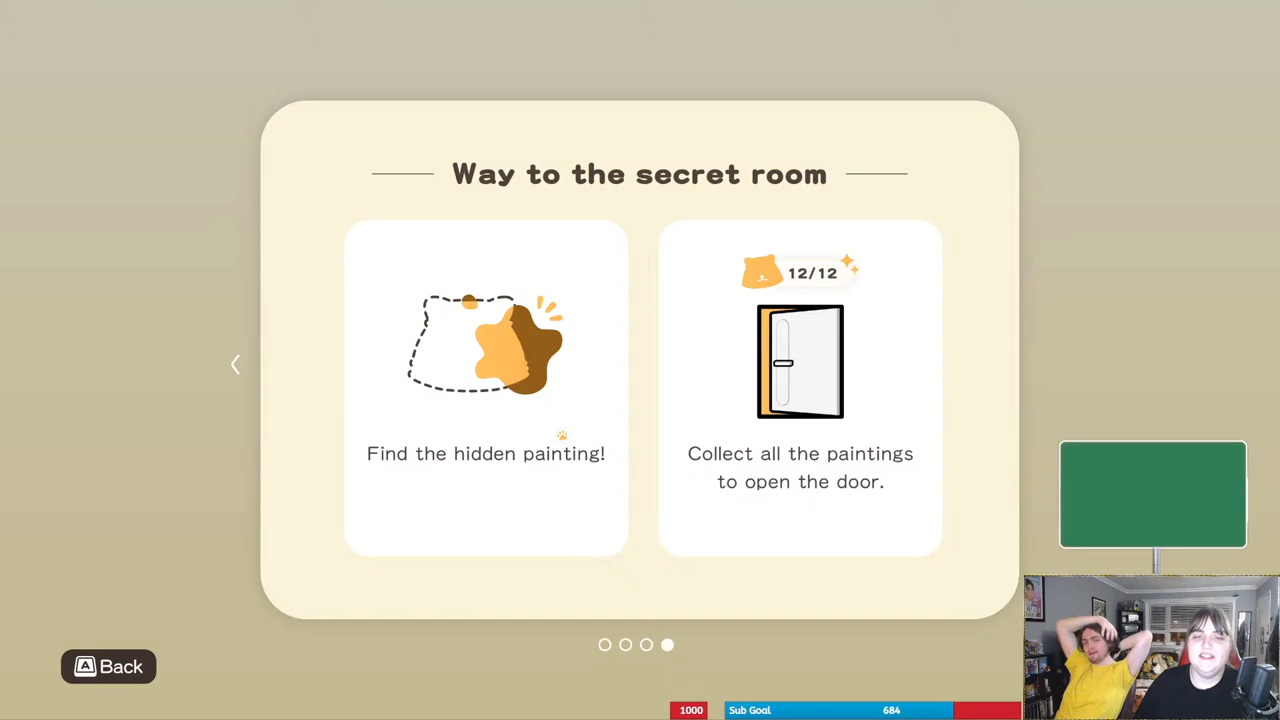 Way to the secret room
12/12
Find the hidden painting!
Collect all the paintings
to open the door.
A Back
1000
Sub Goal
684